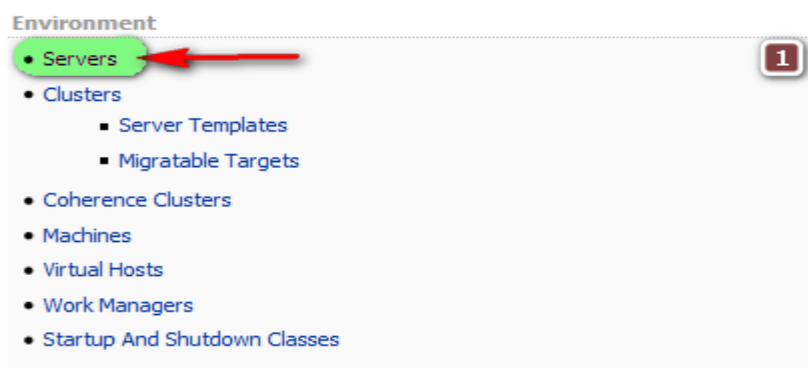 Environment
Servers
1
Clusters
Server Templates
Migratable Targets
Coherence Clusters
Machines
Virtual Hosts
Work Managers
Startup And Shutdown Classes